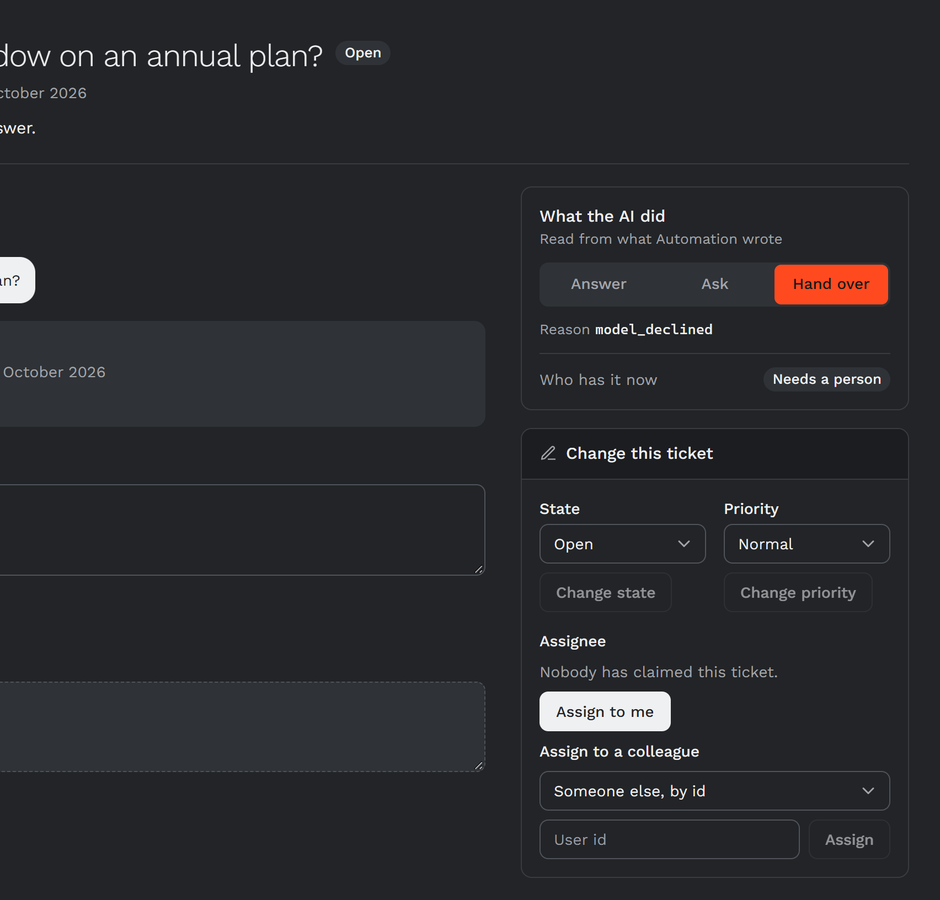 dow on an annual plan? Open
ctober 2026
swer.
an?
October 2026
What the AI did
Read from what Automation wrote
Answer Ask Hand over
Reason model_declined
Who has it now Needs a person
Change this ticket
State Priority
Open Normal
Change state Change priority
Assignee
Nobody has claimed this ticket.
Assign to me
Assign to a colleague
Someone else, by id
User id Assign